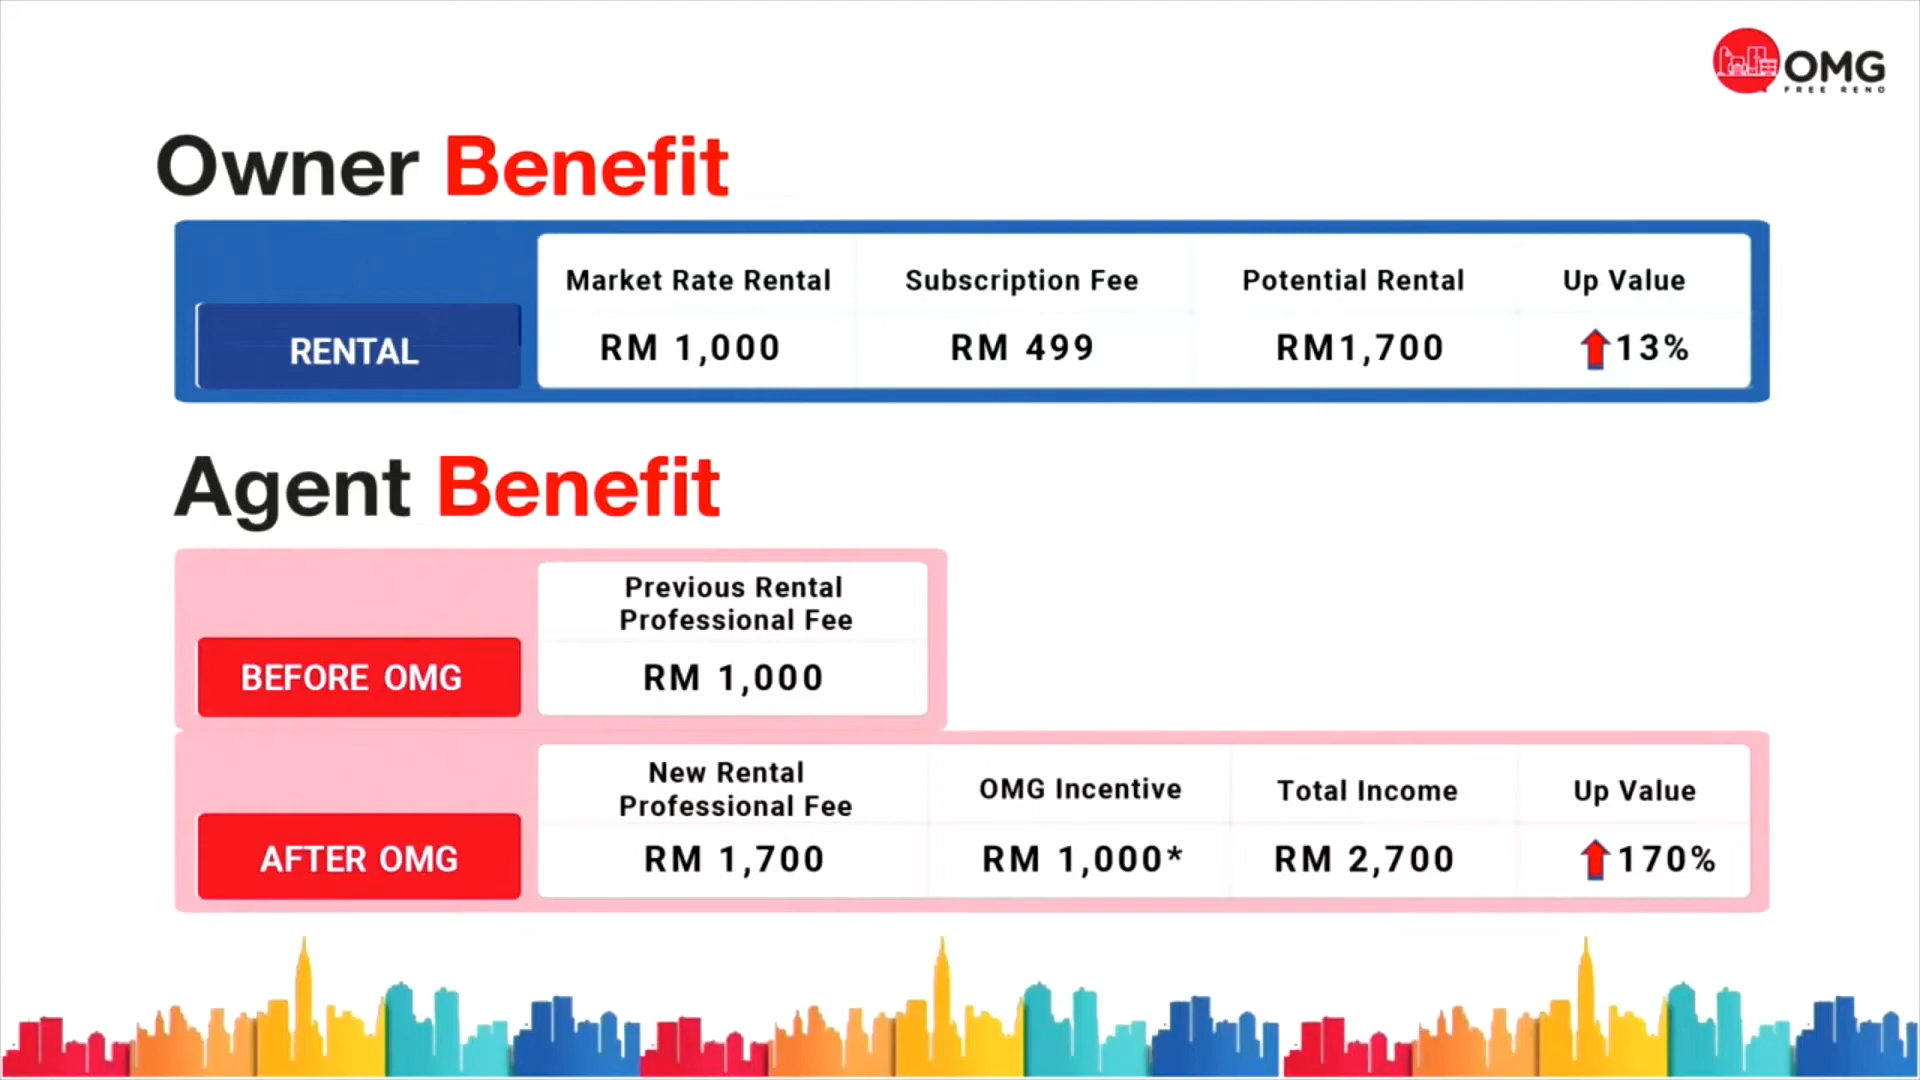 OMG
FREE RENO
Owner Benefit
Market Rate Rental Subscription Fee Potential Rental Up Value
RENTAL RM 1,000 RM 499 RM1,700 13%
Agent Benefit
Previous Rental
Professional Fee
BEFORE OMG RM 1,000
New Rental
Professional Fee OMG Incentive Total Income Up Value
AFTER OMG RM 1,700 RM 1,000* RM 2,700 170%